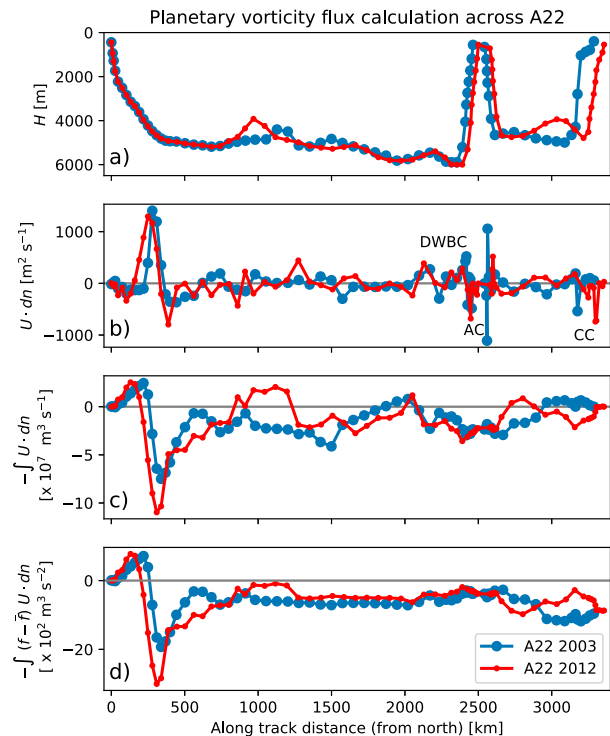 Planetary vorticity flux calculation across A22
0
2000
4000
6000
H [m]
a)
1000
0
−1000
U · dn [m² s⁻¹]
DWBC
AC
CC
b)
0
−5
−10
−∫ U · dn
[x 10⁷ m³ s⁻¹]
c)
0
−20
−∫ (f − f̄) U · dn
[ x 10² m³ s⁻²]
d)
A22 2003
A22 2012
0 500 1000 1500 2000 2500 3000
Along track distance (from north) [km]